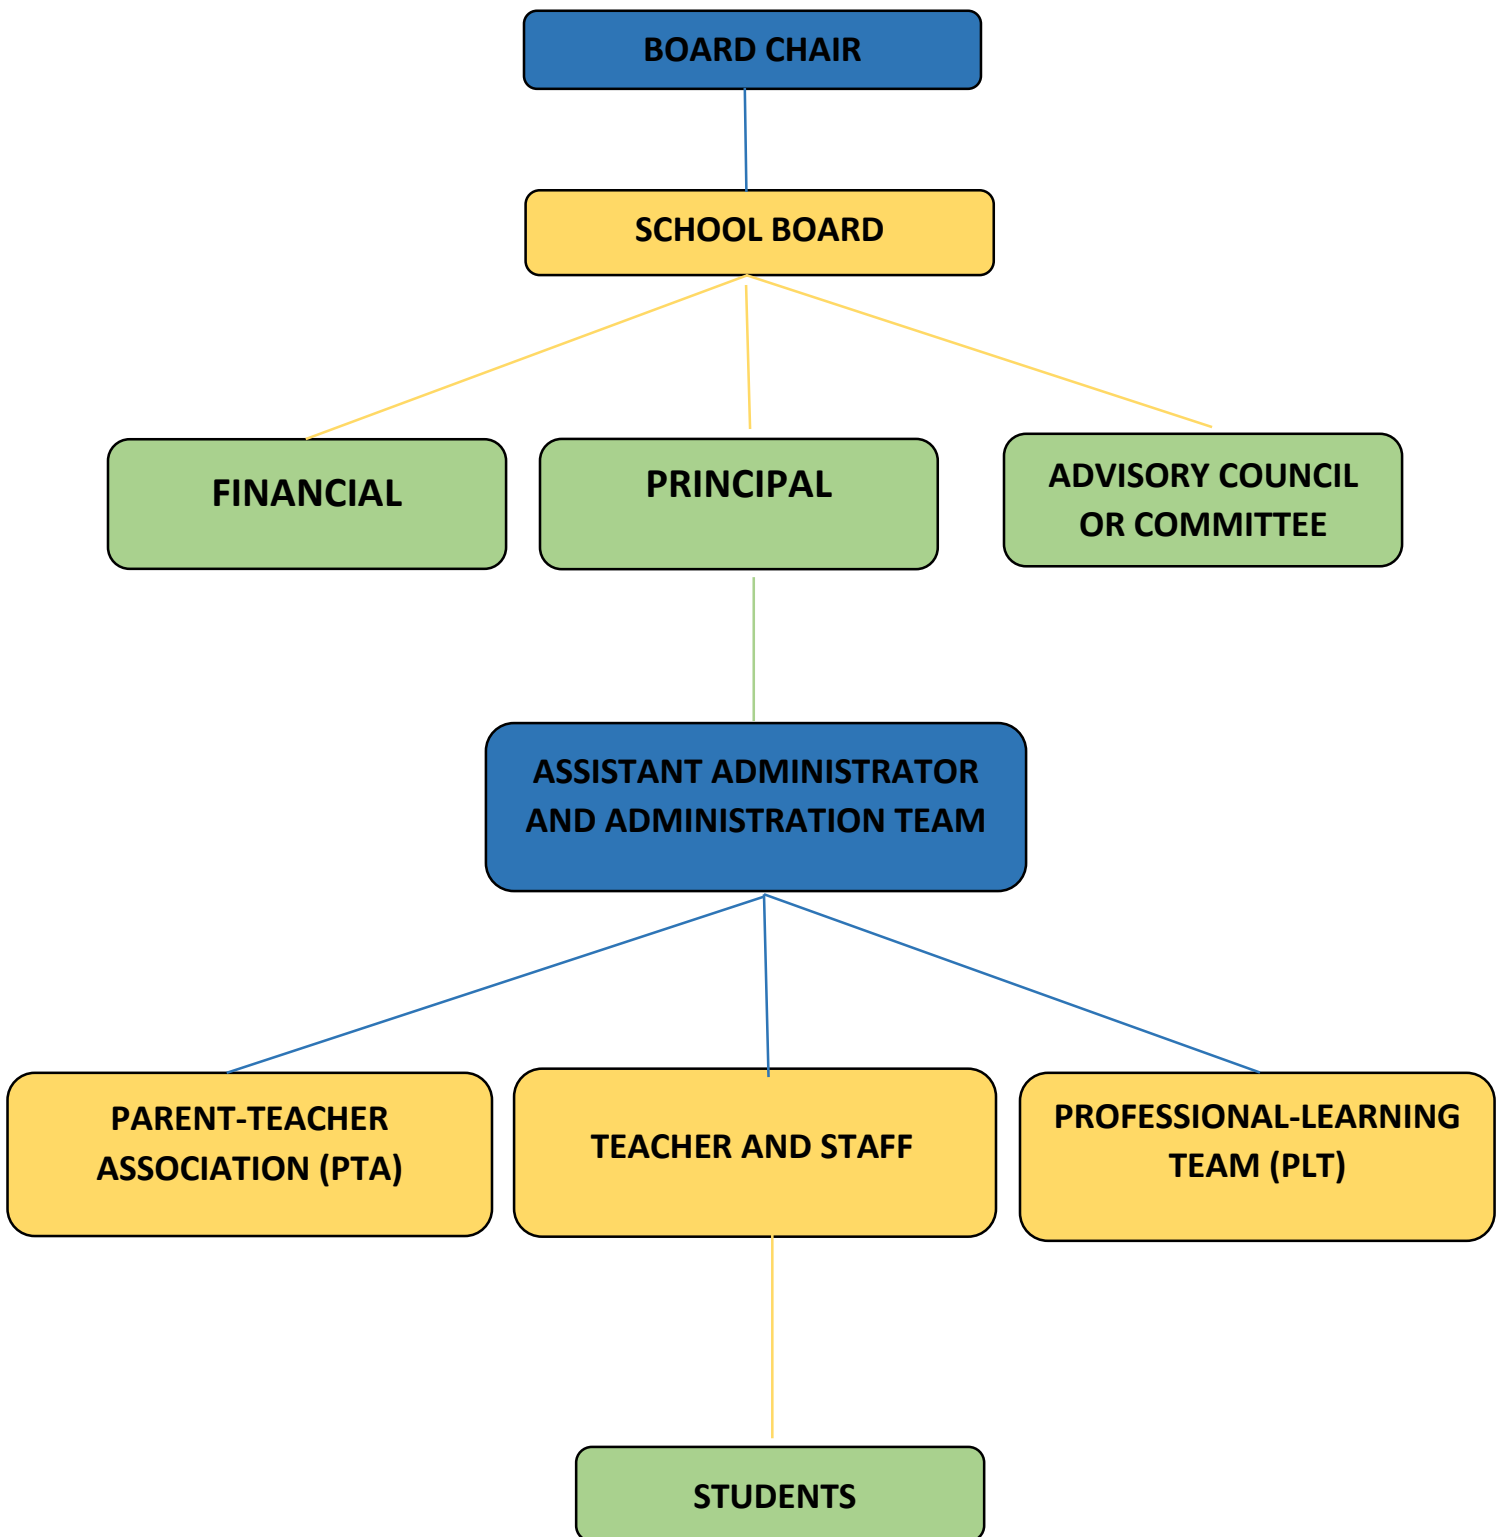 BOARD CHAIR
SCHOOL BOARD
FINANCIAL
PRINCIPAL
ADVISORY COUNCIL
OR COMMITTEE
ASSISTANT ADMINISTRATOR
AND ADMINISTRATION TEAM
PARENT-TEACHER
ASSOCIATION (PTA)
TEACHER AND STAFF
PROFESSIONAL-LEARNING
TEAM (PLT)
STUDENTS